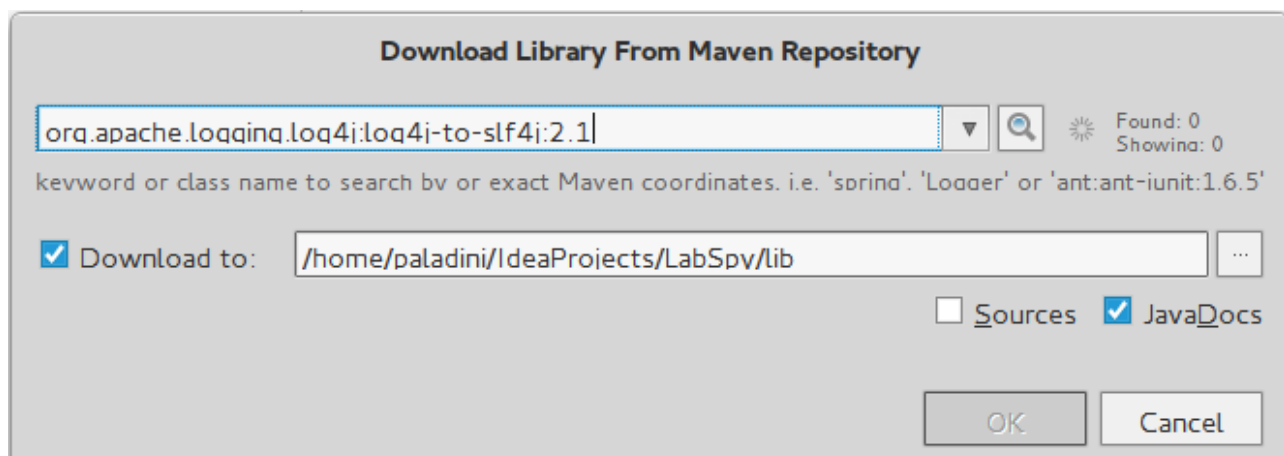 Download Library From Maven Repository
org.apache.logging.log4j:log4j-to-slf4j:2.1
Found: 0
Showing: 0
keyword or class name to search by or exact Maven coordinates. i.e. 'spring', 'Logger' or 'ant:ant-junit:1.6.5'
Download to: /home/paladini/IdeaProjects/LabSpy/lib ...
Sources JavaDocs
OK Cancel